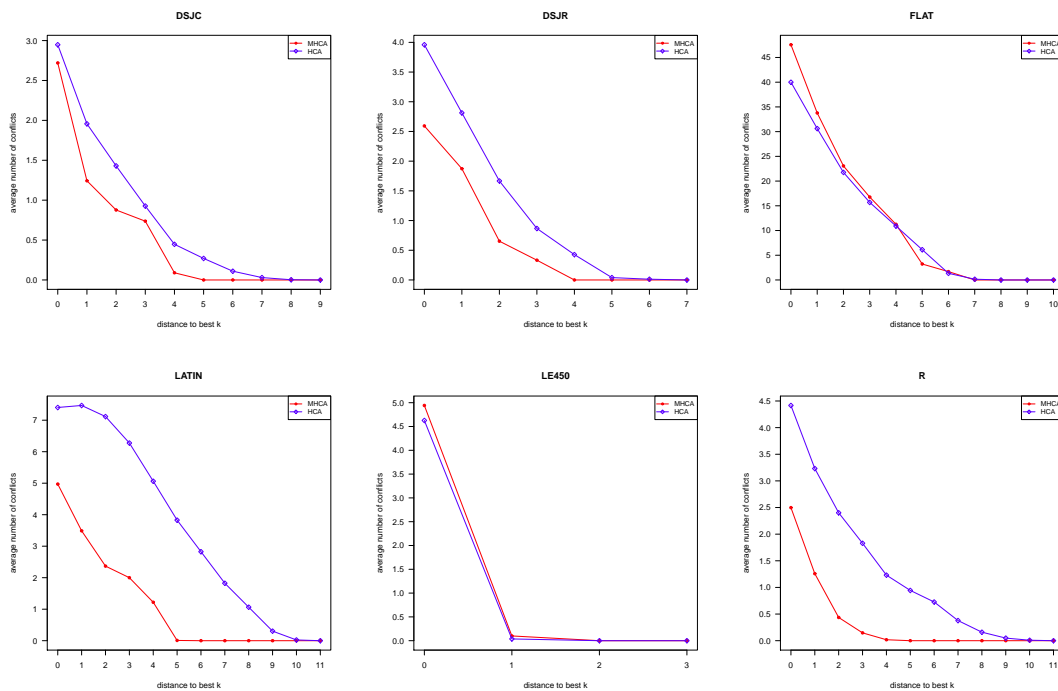 DSJC
MHCA
HCA
3.0
2.5
2.0
1.5
1.0
0.5
0.0
average number of conflicts
0 1 2 3 4 5 6 7 8 9
distance to best k
DSJR
MHCA
HCA
4.0
3.5
3.0
2.5
2.0
1.5
1.0
0.5
0.0
average number of conflicts
0 1 2 3 4 5 6 7
distance to best k
FLAT
MHCA
HCA
45
40
35
30
25
20
15
10
5
0
average number of conflicts
0 1 2 3 4 5 6 7 8 9 10
distance to best k
LATIN
MHCA
HCA
7
6
5
4
3
2
1
0
average number of conflicts
0 1 2 3 4 5 6 7 8 9 10 11
distance to best k
LE450
MHCA
HCA
5.0
4.5
4.0
3.5
3.0
2.5
2.0
1.5
1.0
0.5
0.0
average number of conflicts
0 1 2 3
distance to best k
R
MHCA
HCA
4.5
4.0
3.5
3.0
2.5
2.0
1.5
1.0
0.5
0.0
average number of conflicts
0 1 2 3 4 5 6 7 8 9 10 11
distance to best k